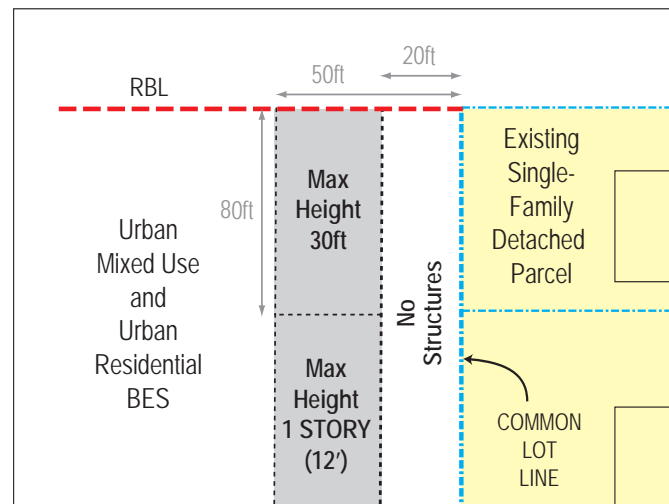 50ft
20ft
RBL
80ft
Max
Height
30ft
Existing
Single-
Family
Detached
Parcel
Urban
Mixed Use
and
Urban
Residential
BES
No
Structures
Max
Height
1 STORY
(12')
COMMON
LOT
LINE